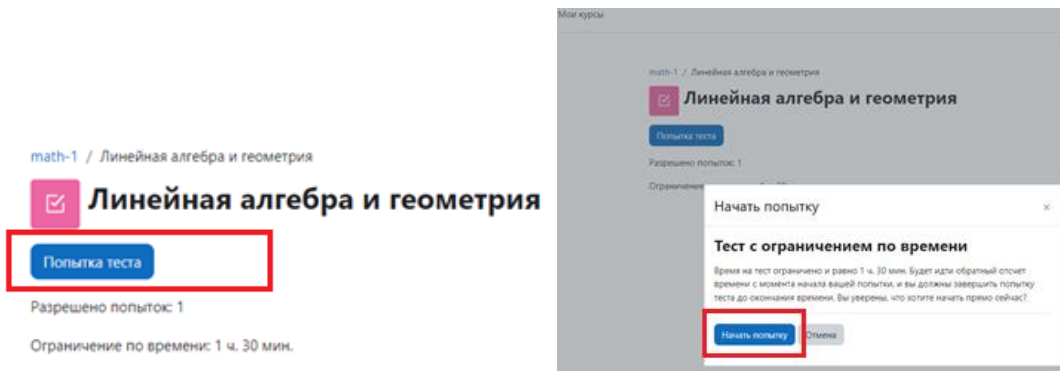 math-1 / Линейная алгебра и геометрия
Линейная алгебра и геометрия
Попытка теста
Разрешено попыток: 1
Ограничение по времени: 1 ч. 30 мин.
Мои курсы
math-1 / Линейная алгебра и геометрия
Линейная алгебра и геометрия
Попытка теста
Разрешено попыток: 1
Ограничение
Начать попытку
×
Тест с ограничением по времени
Время на тест ограничено и равно 1 ч. 30 мин. Будет идти обратный отсчет
времени с момента начала вашей попытки, и вы должны завершить попытку
теста до окончания времени. Вы уверены, что хотите начать прямо сейчас?
Начать попытку
Отмена